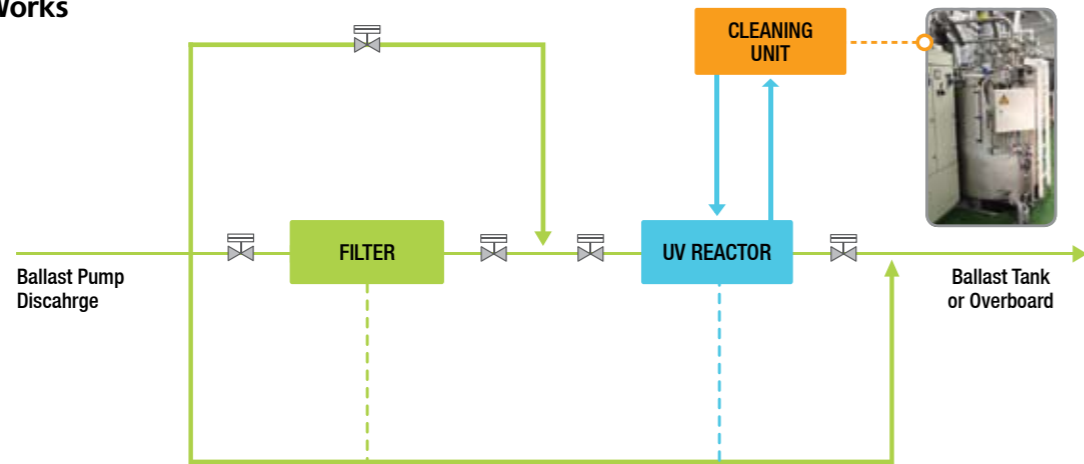 Works
CLEANING
UNIT
FILTER
UV REACTOR
Ballast Pump
Discahrge
Ballast Tank
or Overboard